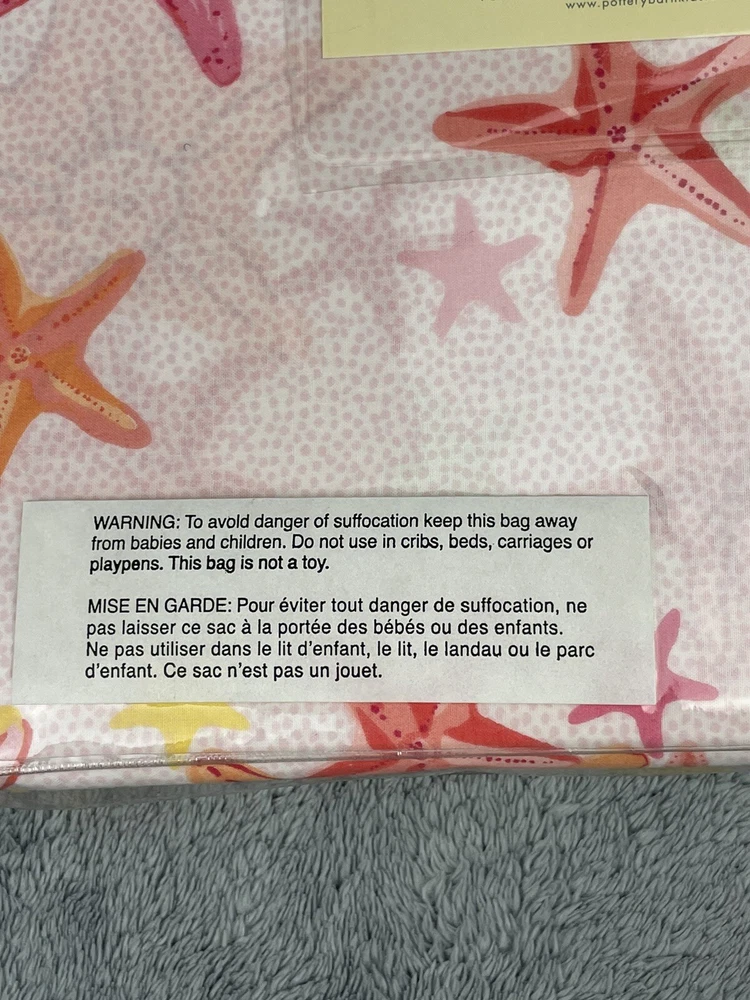 WARNING: To avoid danger of suffocation keep this bag away
from babies and children. Do not use in cribs, beds, carriages or
playpens. This bag is not a toy.
MISE EN GARDE: Pour éviter tout danger de suffocation, ne
pas laisser ce sac à la portée des bébés ou des enfants.
Ne pas utiliser dans le lit d'enfant, le lit, le landau ou le parc
d'enfant. Ce sac n'est pas un jouet.